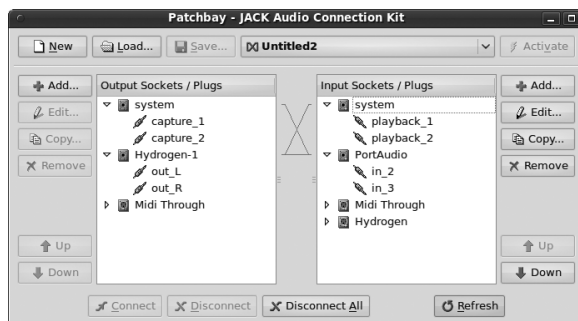 Patchbay - JACK Audio Connection Kit
New Load... Save... Untitled2 Activate
Add... Output Sockets / Plugs Input Sockets / Plugs Add...
Edit... system system Edit...
capture_1 playback_1
Copy... capture_2 playback_2 Copy...
Remove Hydrogen-1 PortAudio Remove
out_L in_2
out_R in_3
Midi Through Midi Through
Hydrogen
Up Up
Down Down
Connect Disconnect Disconnect All Refresh